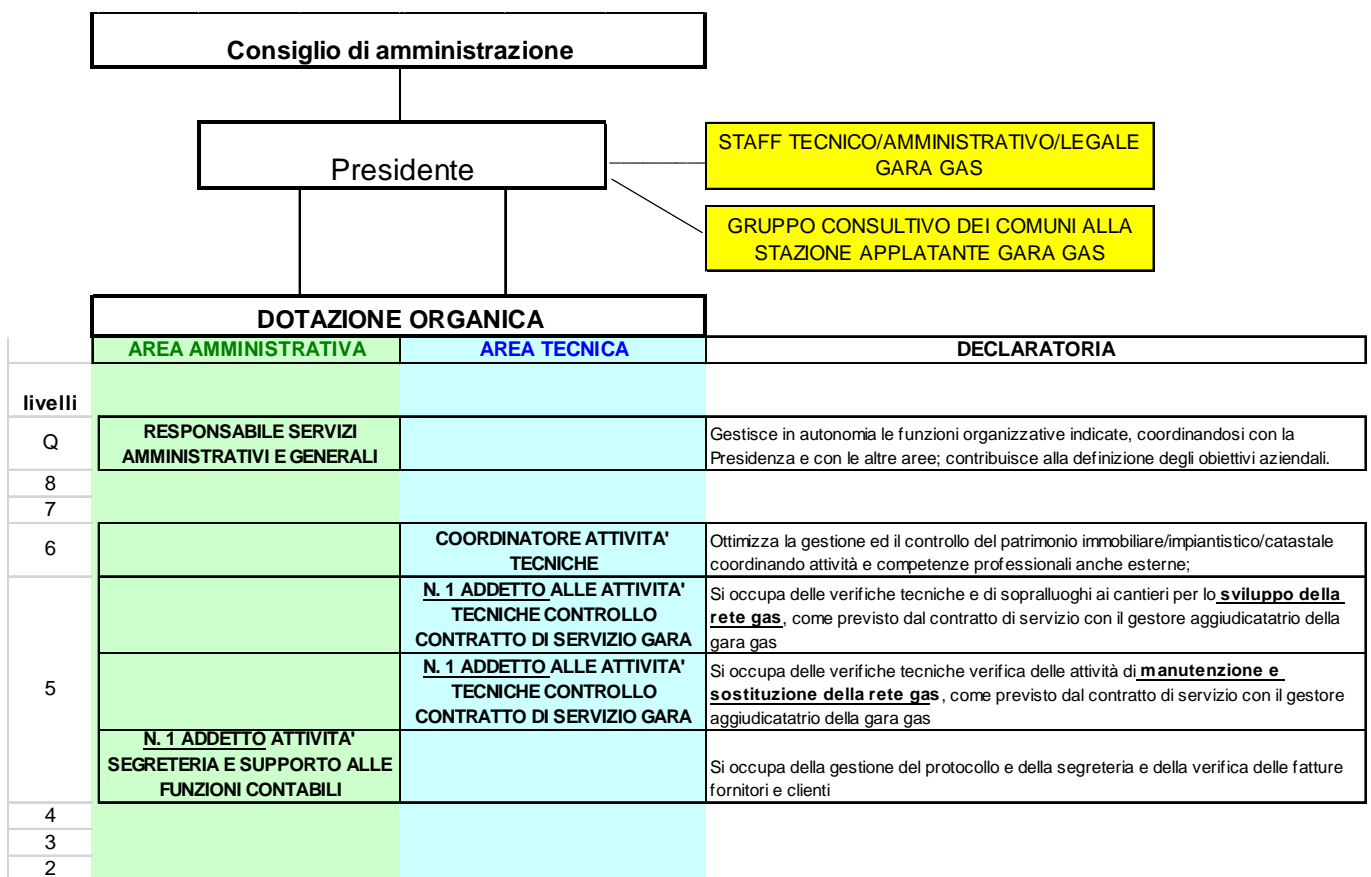 Consiglio di amministrazione
Presidente
STAFF TECNICO/AMMINISTRATIVO/LEGALE
GARA GAS
GRUPPO CONSULTIVO DEI COMUNI ALLA
STAZIONE APPLATANTE GARA GAS
DOTAZIONE ORGANICA
AREA AMMINISTRATIVA
AREA TECNICA
DECLARATORIA
livelli
Q
RESPONSABILE SERVIZI
AMMINISTRATIVI E GENERALI
Gestisce in autonomia le funzioni organizzative indicate, coordinandosi con la
Presidenza e con le altre aree; contribuisce alla definizione degli obiettivi aziendali.
8
7
6
COORDINATORE ATTIVITA'
TECNICHE
Ottimizza la gestione ed il controllo del patrimonio immobiliare/impiantistico/catastale
coordinando attività e competenze professionali anche esterne;
5
N. 1 ADDETTO ALLE ATTIVITA'
TECNICHE CONTROLLO
CONTRATTO DI SERVIZIO GARA
Si occupa delle verifiche tecniche e di sopralluoghi ai cantieri per lo sviluppo della
rete gas, come previsto dal contratto di servizio con il gestore aggiudicatatrio della
gara gas
N. 1 ADDETTO ALLE ATTIVITA'
TECNICHE CONTROLLO
CONTRATTO DI SERVIZIO GARA
Si occupa delle verifiche tecniche verifica delle attività di manutenzione e
sostituzione della rete gas, come previsto dal contratto di servizio con il gestore
aggiudicatatrio della gara gas
N. 1 ADDETTO ATTIVITA'
SEGRETERIA E SUPPORTO ALLE
FUNZIONI CONTABILI
Si occupa della gestione del protocollo e della segreteria e della verifica delle fatture
fornitori e clienti
4
3
2